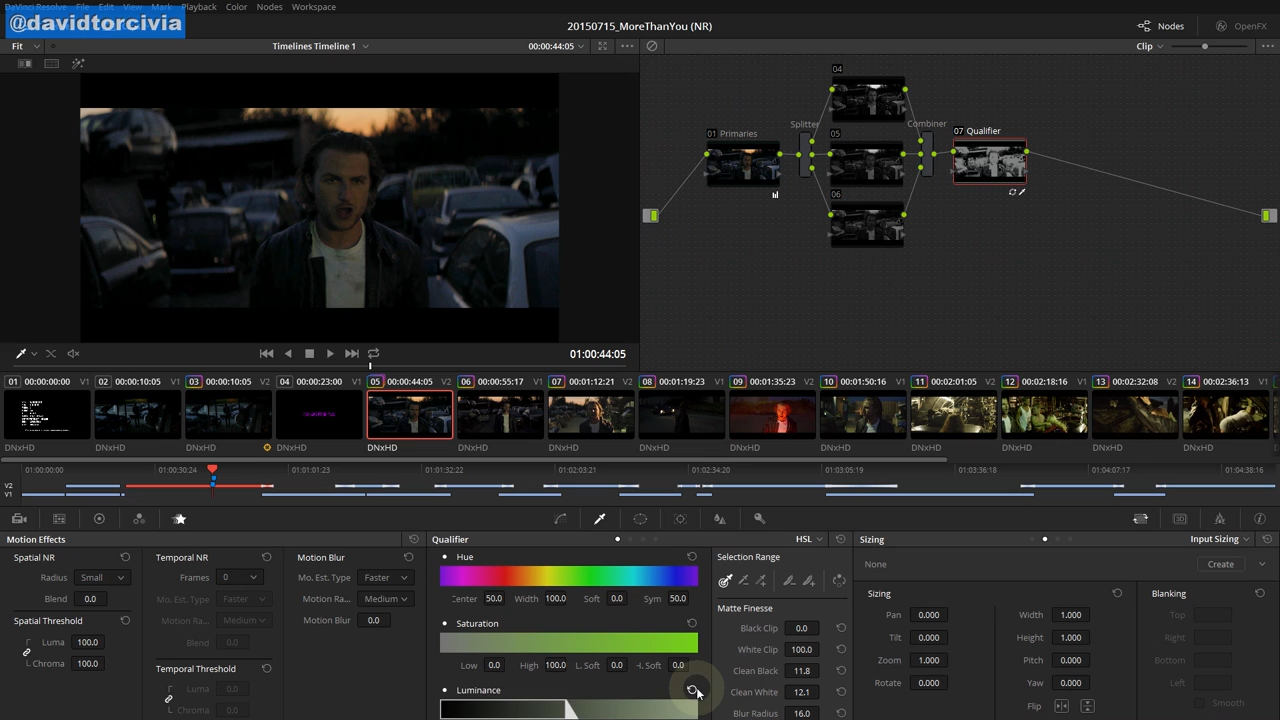 DaVinci Resolve File Edit View Mark Playback Color Nodes Workspace
@davidtorcivia
20150715_MoreThanYou (NR)
Nodes OpenFX
Fit Timelines Timeline 1 00:00:44:05 Clip
04
Splitter Combiner
01 Primaries 05 07 Qualifier
06
01:00:44:05
01 00:00:00:00 V1 02 00:00:10:05 V1 03 00:00:10:05 V2 04 00:00:23:00 V1 05 00:00:44:05 V2 06 00:00:55:17 V1 07 00:01:12:21 V2 08 00:01:19:23 V1 09 00:01:35:23 V1 10 00:01:50:16 V1 11 00:02:01:05 V1 12 00:02:18:16 V1 13 00:02:32:08 V1 14 00:02:36:13 V1
DNxHD DNxHD DNxHD DNxHD DNxHD DNxHD DNxHD DNxHD DNxHD DNxHD DNxHD DNxHD DNxHD DNxHD
01:00:00:00 01:00:30:24 01:01:01:23 01:01:32:22 01:02:03:21 01:02:34:20 01:03:05:19 01:03:36:18 01:04:07:17 01:04:38:16
V2
V1
Motion Effects Qualifier HSL Sizing Input Sizing
Spatial NR Temporal NR Motion Blur Hue Selection Range None Create
Radius Small Frames 0 Mo. Est. Type Faster
Blend 0.0 Mo. Est. Type Faster Motion Ra... Medium Center 50.0 Width 100.0 Soft 0.0 Sym 50.0 Sizing Blanking
Spatial Threshold Motion Ra... Medium Motion Blur 0.0 Saturation Matte Finesse Pan 0.000 Width 1.000 Top
Luma 100.0 Blend 0.0 Black Clip 0.0 Tilt 0.000 Height 1.000 Right
Chroma 100.0 Temporal Threshold Low 0.0 High 100.0 L. Soft 0.0 H. Soft 0.0 White Clip 100.0 Zoom 1.000 Pitch 0.000 Bottom
Luma 0.0 Luminance Clean Black 11.8 Rotate 0.000 Yaw 0.000 Left
Chroma 0.0 Clean White 12.1 Flip Smooth
Blur Radius 16.0